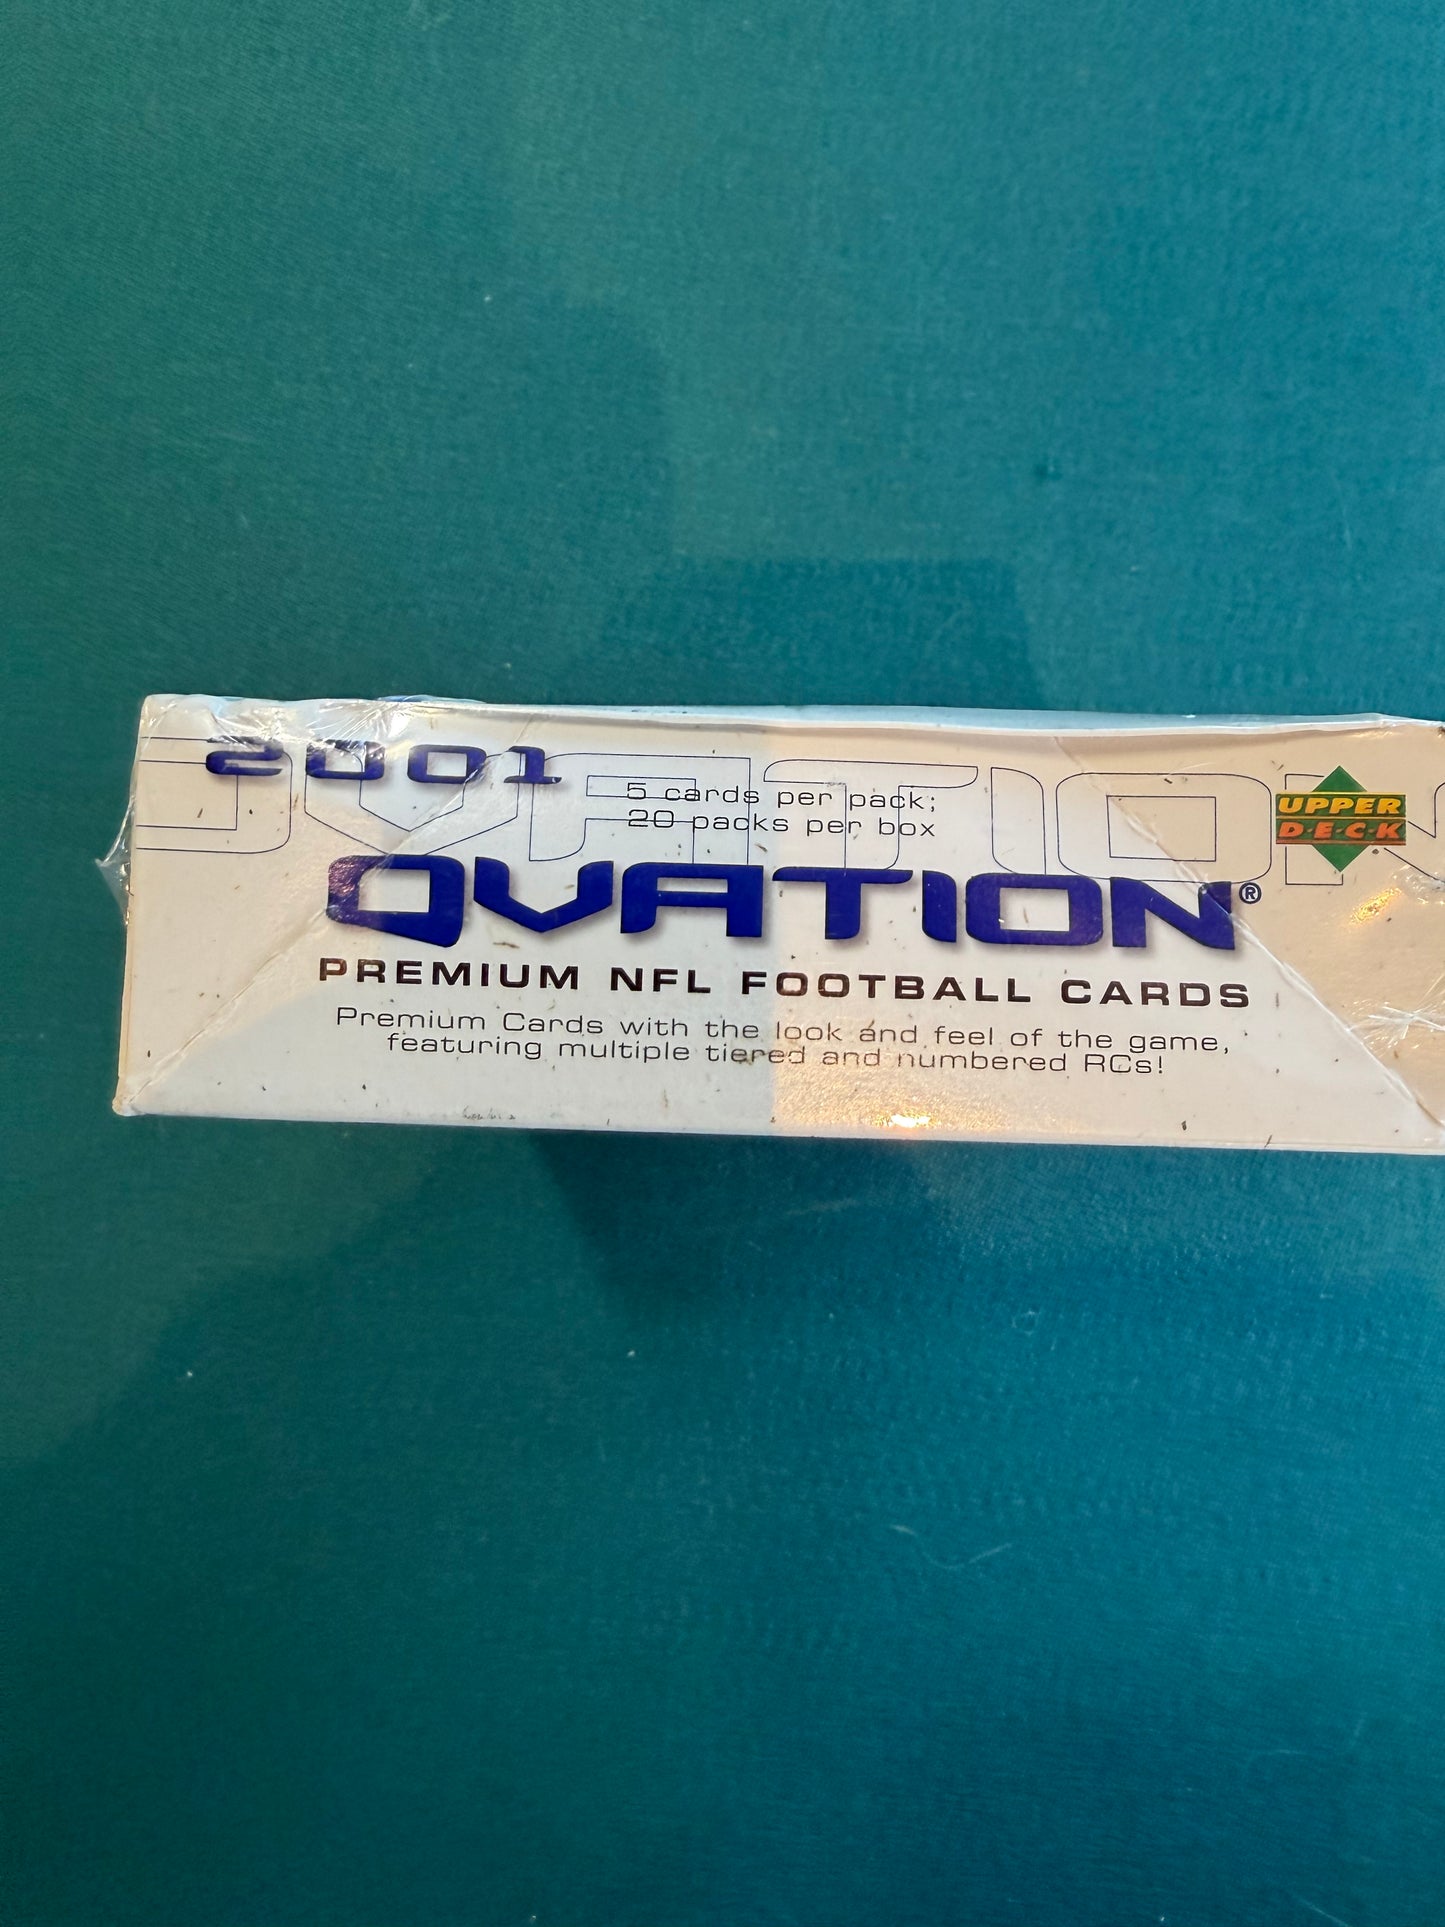 2001
5 cards per pack;
20 packs per box
UPPER
D•E•C•K
OVATION®
PREMIUM NFL FOOTBALL CARDS
Premium Cards with the look and feel of the game,
featuring multiple tiered and numbered RCs!